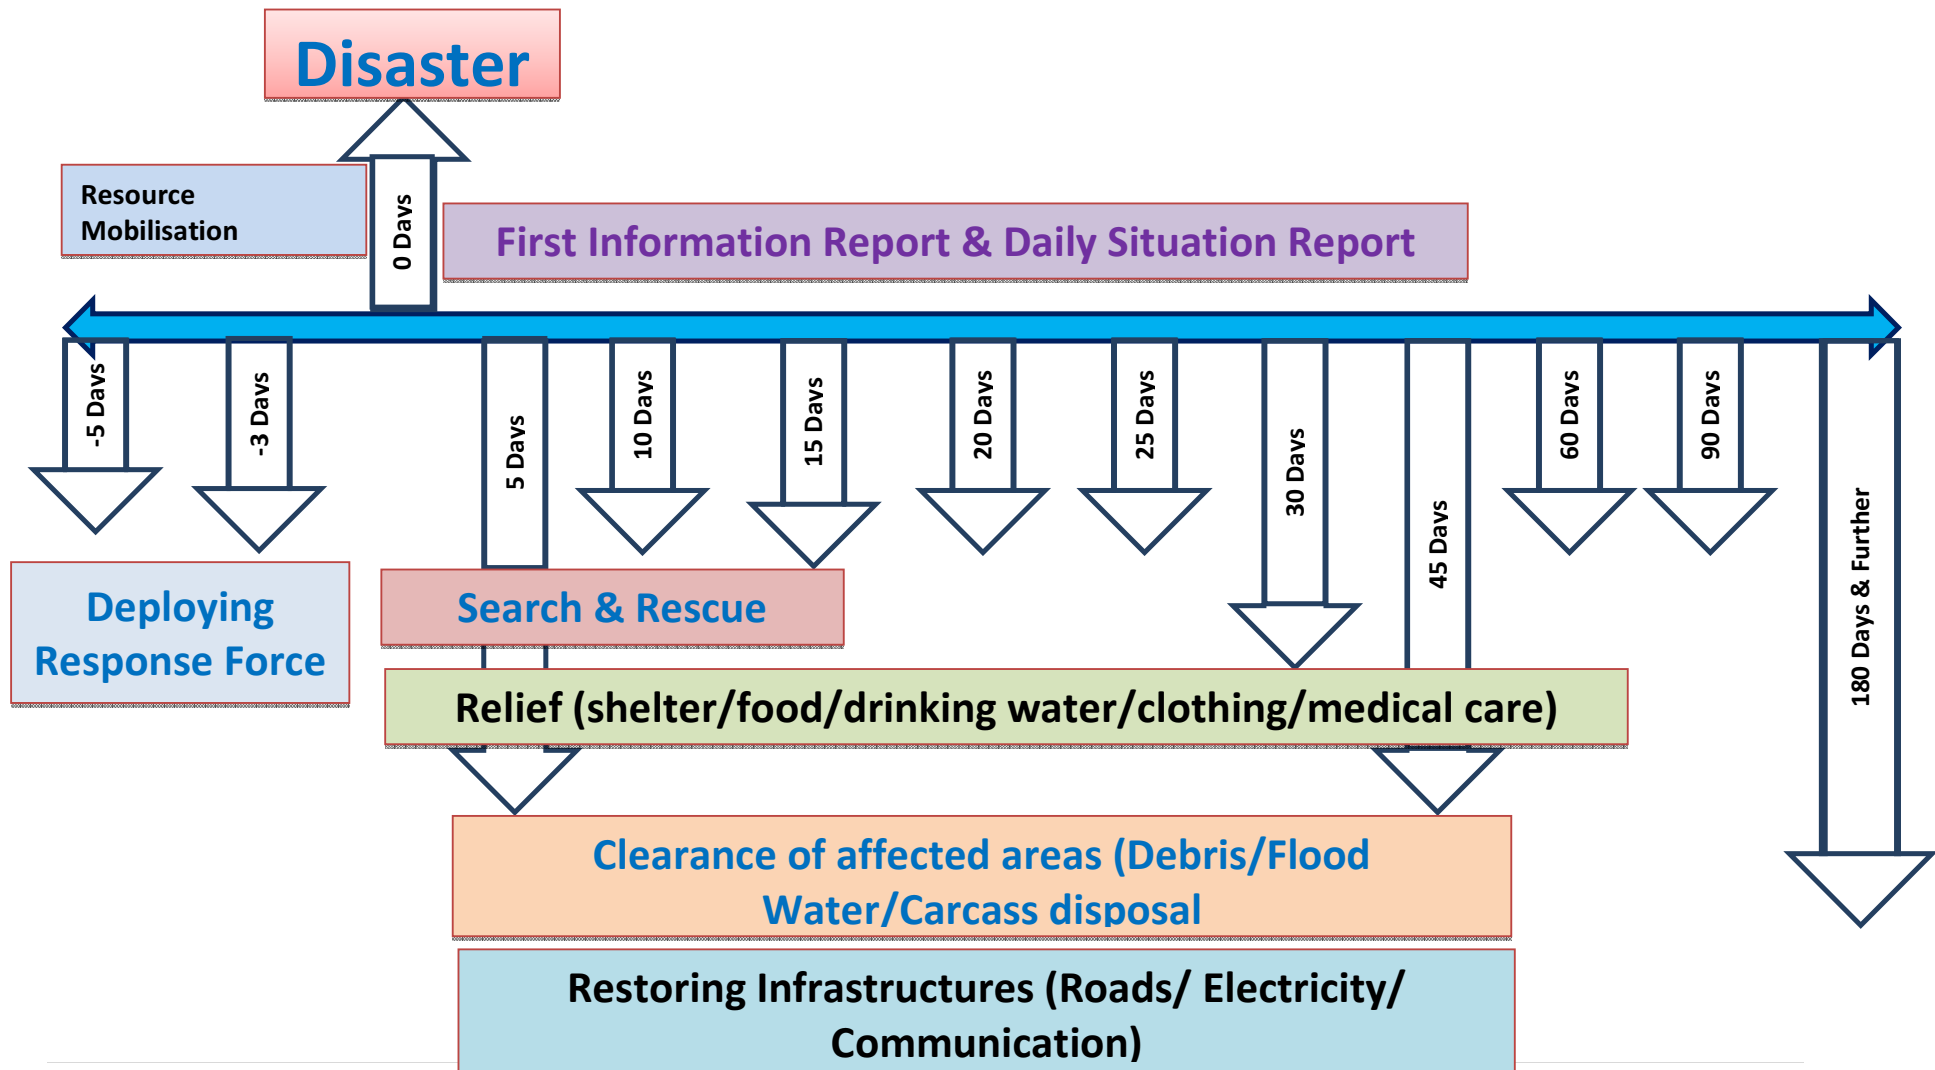 Disaster
Resource
Mobilisation
0 Days
First Information Report & Daily Situation Report
-5 Days
-3 Days
5 Days
10 Days
15 Days
20 Days
25 Days
30 Days
45 Days
60 Days
90 Days
180 Days & Further
Deploying
Response Force
Search & Rescue
Relief (shelter/food/drinking water/clothing/medical care)
Clearance of affected areas (Debris/Flood
Water/Carcass disposal
Restoring Infrastructures (Roads/ Electricity/
Communication)